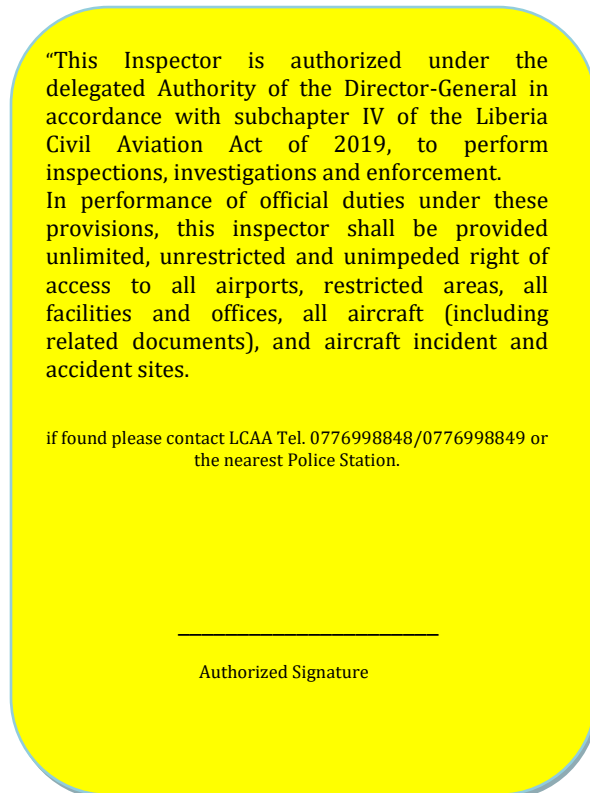 “This Inspector is authorized under the
delegated Authority of the Director-General in
accordance with subchapter IV of the Liberia
Civil Aviation Act of 2019, to perform
inspections, investigations and enforcement.
In performance of official duties under these
provisions, this inspector shall be provided
unlimited, unrestricted and unimpeded right of
access to all airports, restricted areas, all
facilities and offices, all aircraft (including
related documents), and aircraft incident and
accident sites.
if found please contact LCAA Tel. 0776998848/0776998849 or
the nearest Police Station.
Authorized Signature